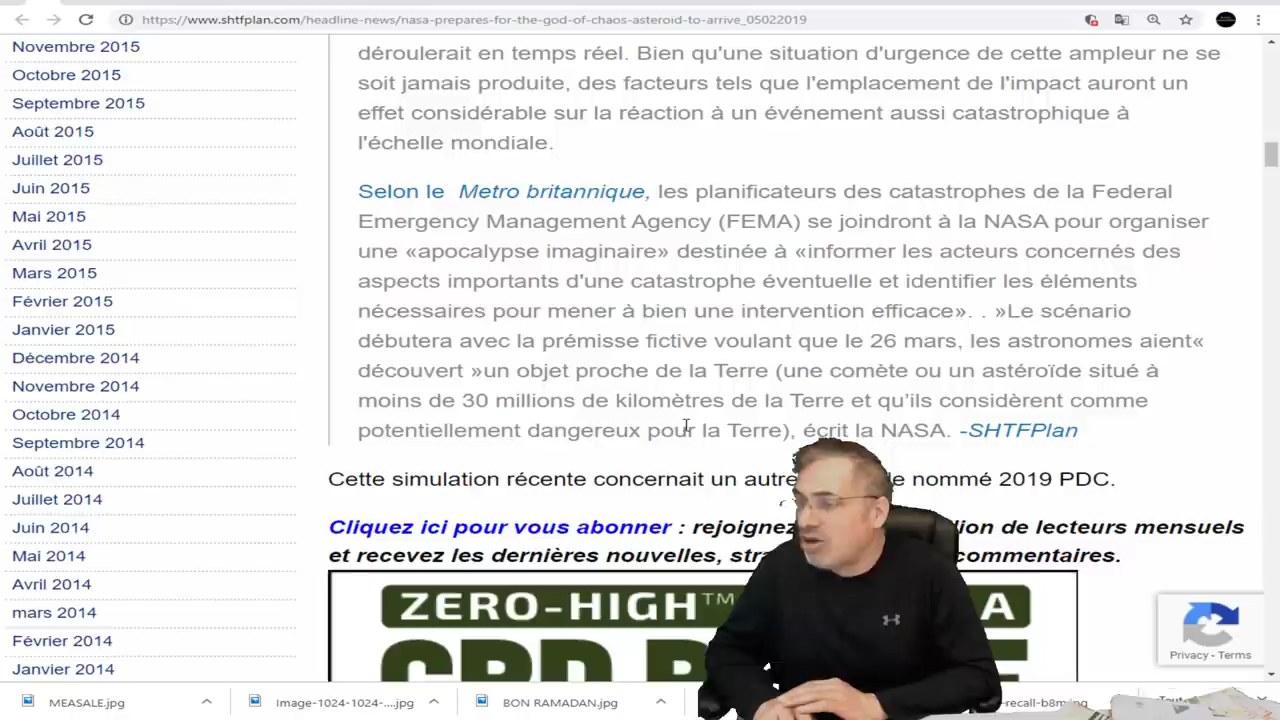 https://www.shtfplan.com/headline-news/nasa-prepares-for-the-god-of-chaos-asteroid-to-arrive_05022019
Novembre 2015
Octobre 2015
Septembre 2015
Août 2015
Juillet 2015
Juin 2015
Mai 2015
Avril 2015
Mars 2015
Février 2015
Janvier 2015
Décembre 2014
Novembre 2014
Octobre 2014
Septembre 2014
Août 2014
Juillet 2014
Juin 2014
Mai 2014
Avril 2014
mars 2014
Février 2014
Janvier 2014
déroulerait en temps réel. Bien qu'une situation d'urgence de cette ampleur ne se
soit jamais produite, des facteurs tels que l'emplacement de l'impact auront un
effet considérable sur la réaction à un événement aussi catastrophique à
l'échelle mondiale.
Selon le Metro britannique, les planificateurs des catastrophes de la Federal
Emergency Management Agency (FEMA) se joindront à la NASA pour organiser
une «apocalypse imaginaire» destinée à «informer les acteurs concernés des
aspects importants d'une catastrophe éventuelle et identifier les éléments
nécessaires pour mener à bien une intervention efficace». . »Le scénario
débutera avec la prémisse fictive voulant que le 26 mars, les astronomes aient«
découvert »un objet proche de la Terre (une comète ou un astéroïde situé à
moins de 30 millions de kilomètres de la Terre et qu'ils considèrent comme
potentiellement dangereux pour la Terre), écrit la NASA. -SHTFPlan
Cette simulation récente concernait un autre nommé 2019 PDC.
Cliquez ici pour vous abonner : rejoignez de lecteurs mensuels
et recevez les dernières nouvelles, commentaires.
ZERO-HIGH™
Privacy - Terms
MEASALE.jpg
Image-1024-1024-....jpg
BON RAMADAN.jpg